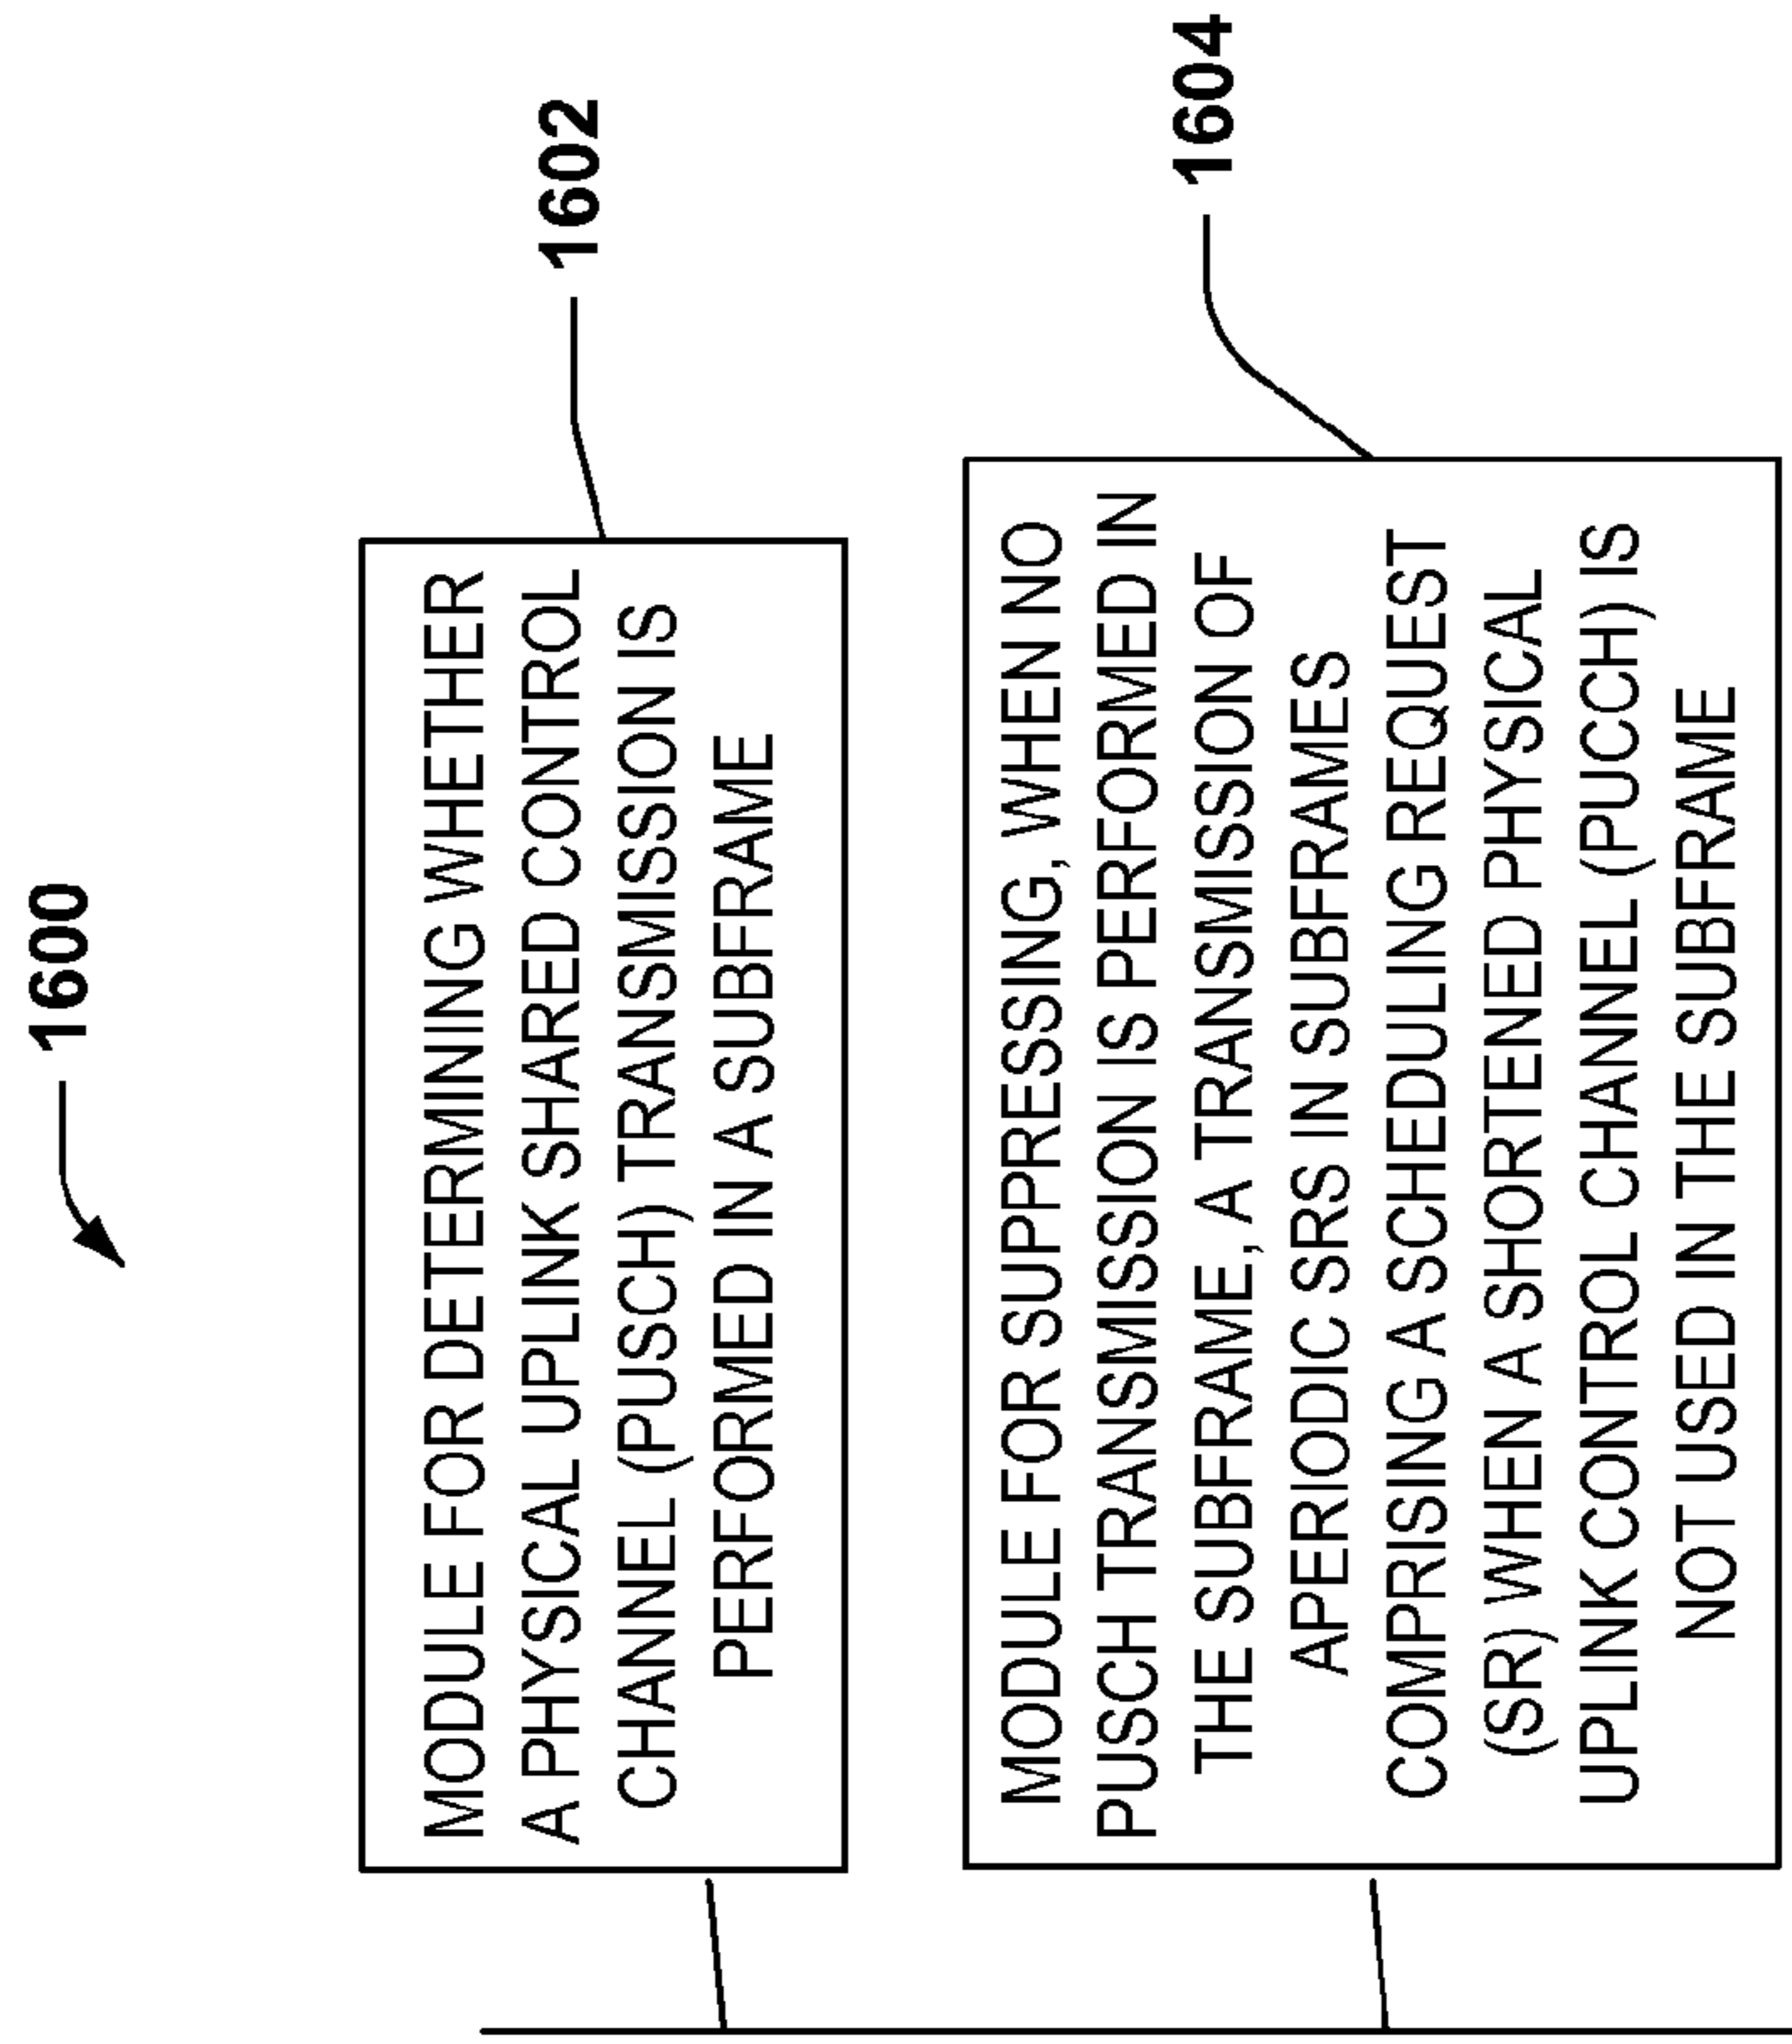 1600
MODULE FOR DETERMINING WHETHER
A PHYSICAL UPLINK SHARED CONTROL
CHANNEL (PUSCH) TRANSMISSION IS
PERFORMED IN A SUBFRAME
1602
MODULE FOR SUPPRESSING, WHEN NO
PUSCH TRANSMISSION IS PERFORMED IN
THE SUBFRAME, A TRANSMISSION OF
APERIODIC SRS IN SUBFRAMES
COMPRISING A SCHEDULING REQUEST
(SR) WHEN A SHORTENED PHYSICAL
UPLINK CONTROL CHANNEL (PUCCH) IS
NOT USED IN THE SUBFRAME
1604